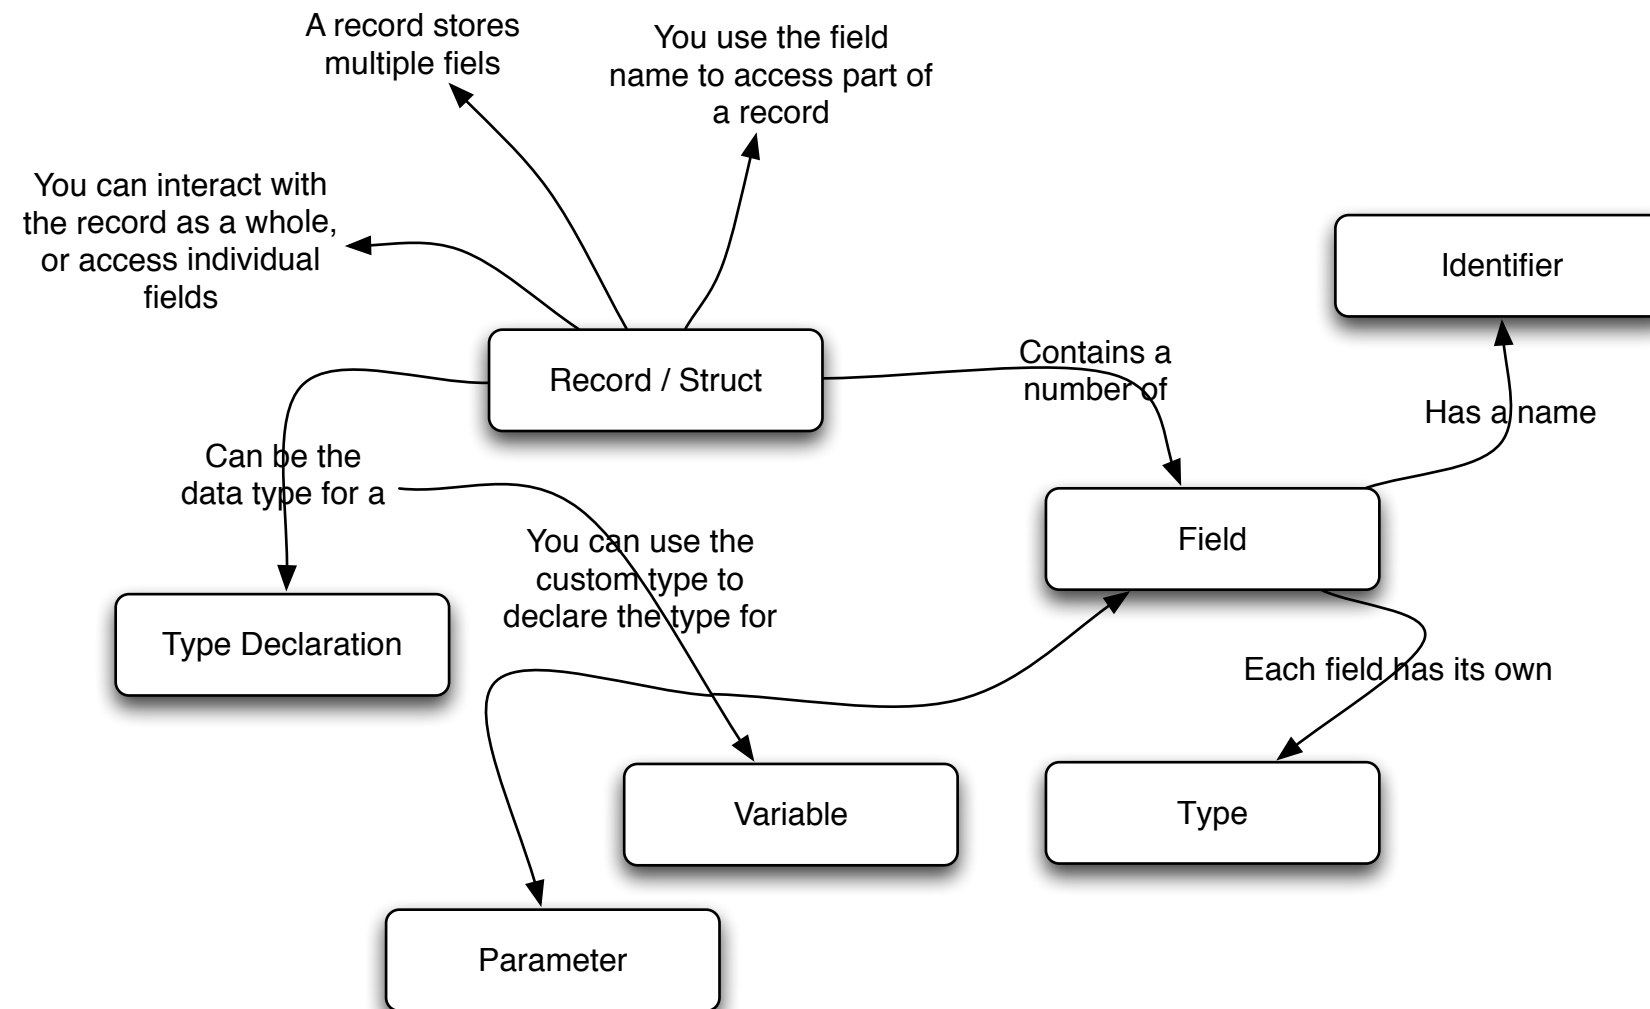 A record stores
multiple fiels
You use the field
name to access part of
a record
You can interact with
the record as a whole,
or access individual
fields
Identifier
Record / Struct
Contains a
number of
Has a name
Can be the
data type for a
Field
You can use the
custom type to
declare the type for
Type Declaration
Each field has its own
Variable
Type
Parameter